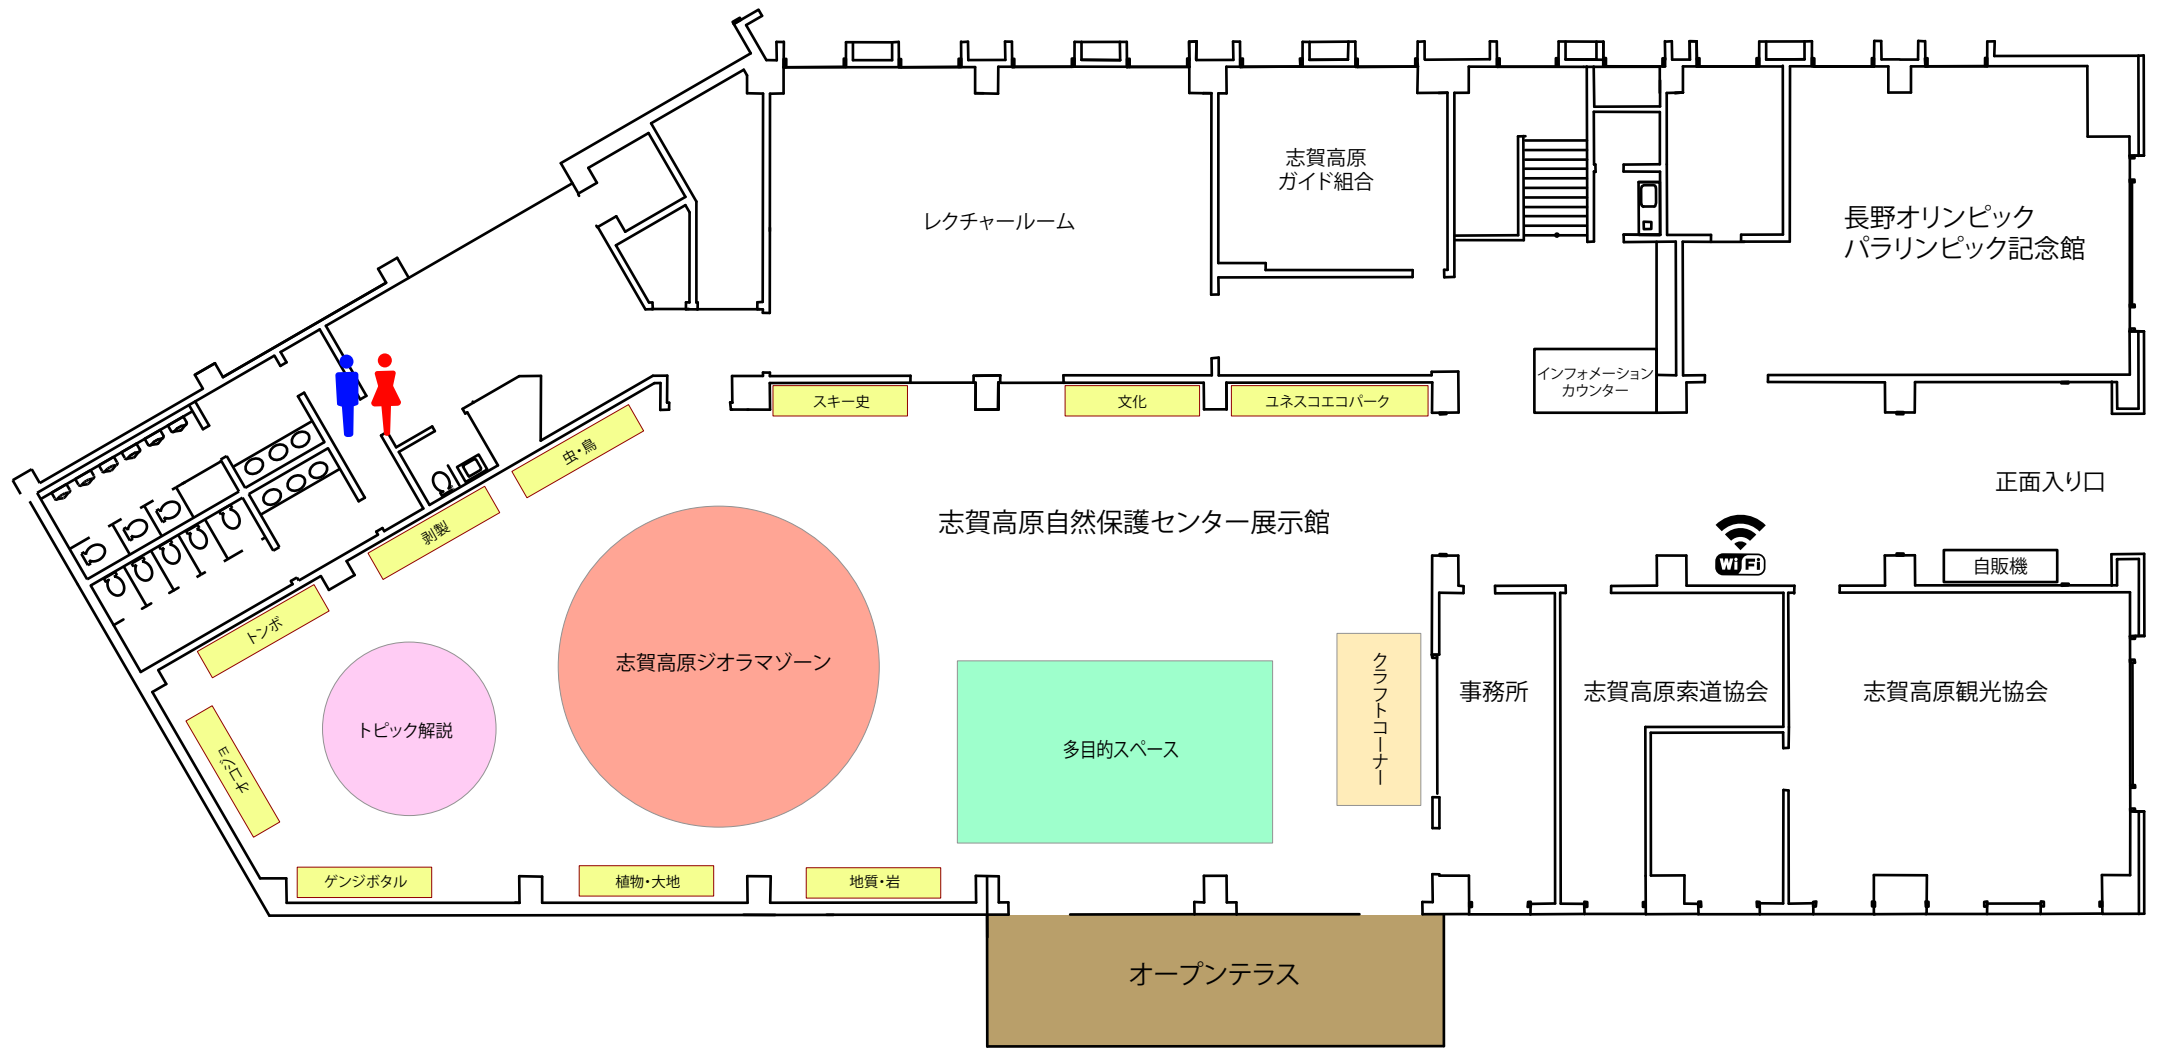 志賀高原
ガイド組合
レクチャールーム
長野オリンピック
パラリンピック記念館
インフォメーション
カウンター
スキー史
文化
ユネスコエコパーク
虫・鳥
剥製
トンボ
オコジョ
ゲンジボタル
植物・大地
地質・岩
正面入り口
志賀高原自然保護センター展示館
WiFi
自販機
志賀高原ジオラマゾーン
トピック解説
多目的スペース
クラフトコーナー
事務所
志賀高原索道協会
志賀高原観光協会
オープンテラス